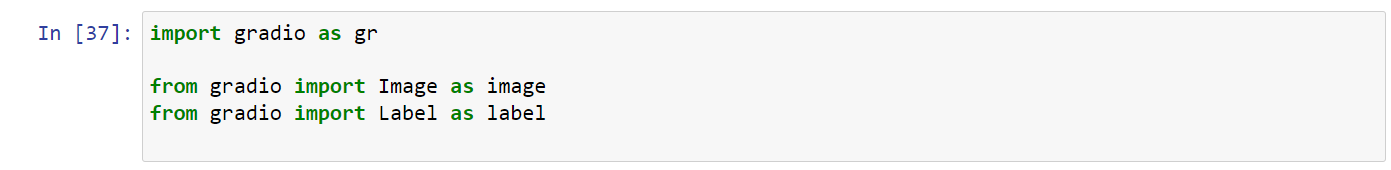 In [37]: import gradio as gr
from gradio import Image as image
from gradio import Label as label